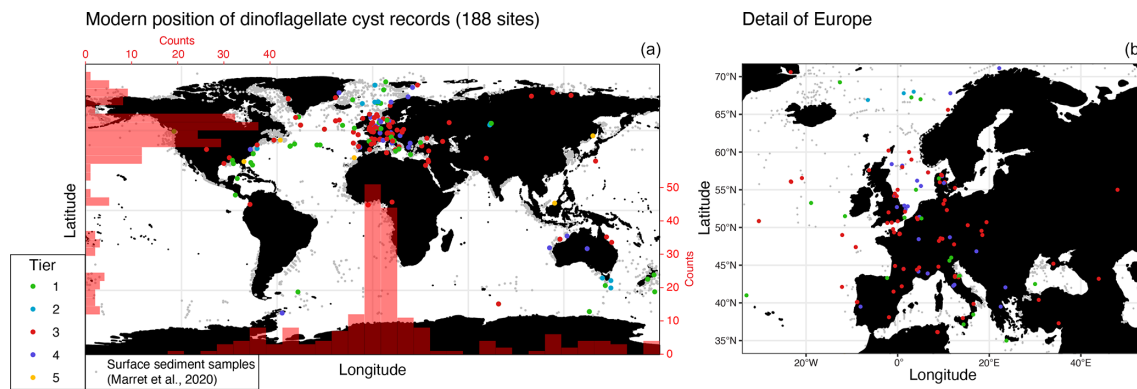 Modern position of dinoflagellate cyst records (188 sites)
Counts
0 10 20 30 40
(a)
Latitude
50
40
30
20
10
0
Counts
Longitude
Tier
1
2
3
4
5
Surface sediment samples
(Marret et al., 2020)
Detail of Europe
(b
70°N
65°N
60°N
55°N
50°N
45°N
40°N
35°N
Latitude
20°W 0° 20°E 40°E
Longitude